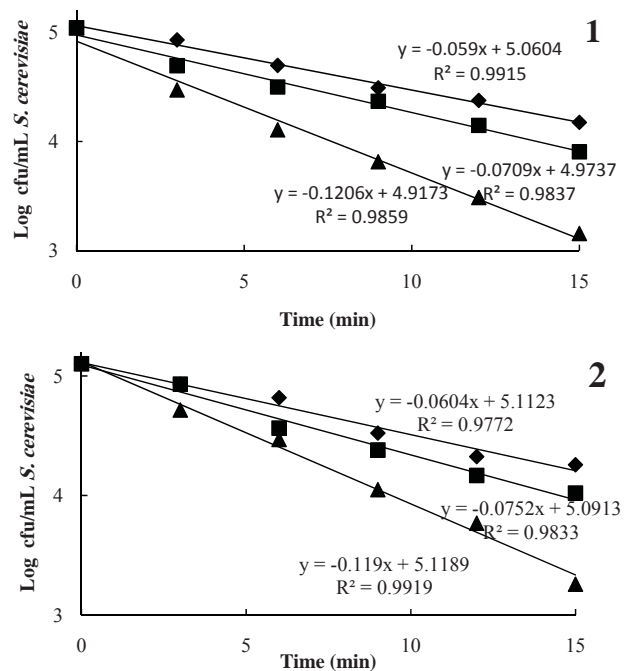 1
5
4
3
Log cfu/mL S. cerevisiae
y = -0.059x + 5.0604
R² = 0.9915
y = -0.0709x + 4.9737
R² = 0.9837
y = -0.1206x + 4.9173
R² = 0.9859
0 5 10 15
Time (min)
2
5
4
3
Log cfu/mL S. cerevisiae
y = -0.0604x + 5.1123
R² = 0.9772
y = -0.0752x + 5.0913
R² = 0.9833
y = -0.119x + 5.1189
R² = 0.9919
0 5 10 15
Time (min)